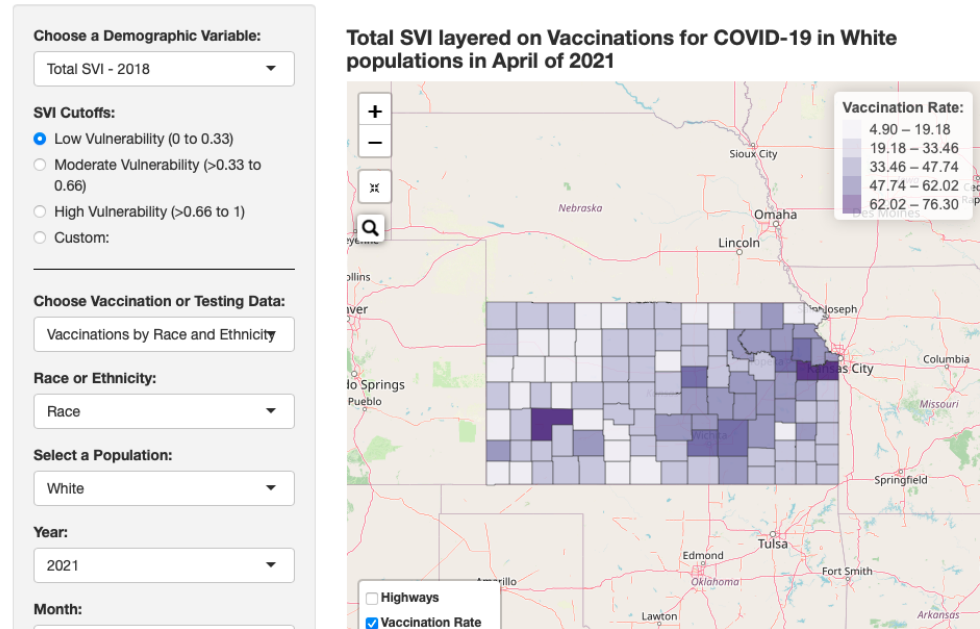 Choose a Demographic Variable:
Total SVI - 2018
SVI Cutoffs:
Low Vulnerability (0 to 0.33)
Moderate Vulnerability (>0.33 to
0.66)
High Vulnerability (>0.66 to 1)
Custom:
Choose Vaccination or Testing Data:
Vaccinations by Race and Ethnicity
Race or Ethnicity:
Race
Select a Population:
White
Year:
2021
Month:
Total SVI layered on Vaccinations for COVID-19 in White
populations in April of 2021
+
−
Vaccination Rate:
4.90 – 19.18
19.18 – 33.46
33.46 – 47.74
47.74 – 62.02
62.02 – 76.30
Des Moines
Sioux City
Nebraska
Omaha
Lincoln
Kansas City
Columbia
Missouri
Pueblo
Wichita
Springfield
Tulsa
Edmond
Oklahoma
Fort Smith
Lawton
Arkansas
Highways
Vaccination Rate